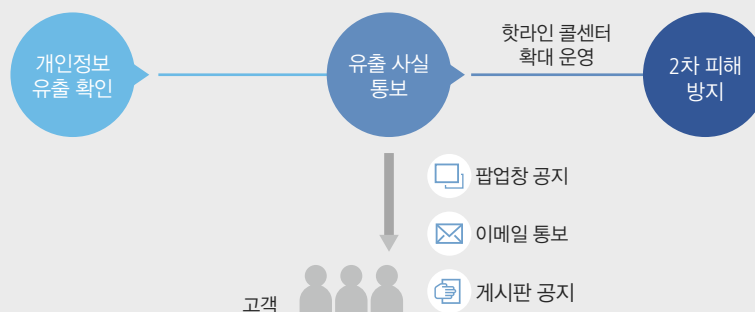 개인정보
유출 확인
유출 사실
통보
핫라인 콜센터
확대 운영
2차 피해
방지
팝업창 공지
이메일 통보
게시판 공지
고객